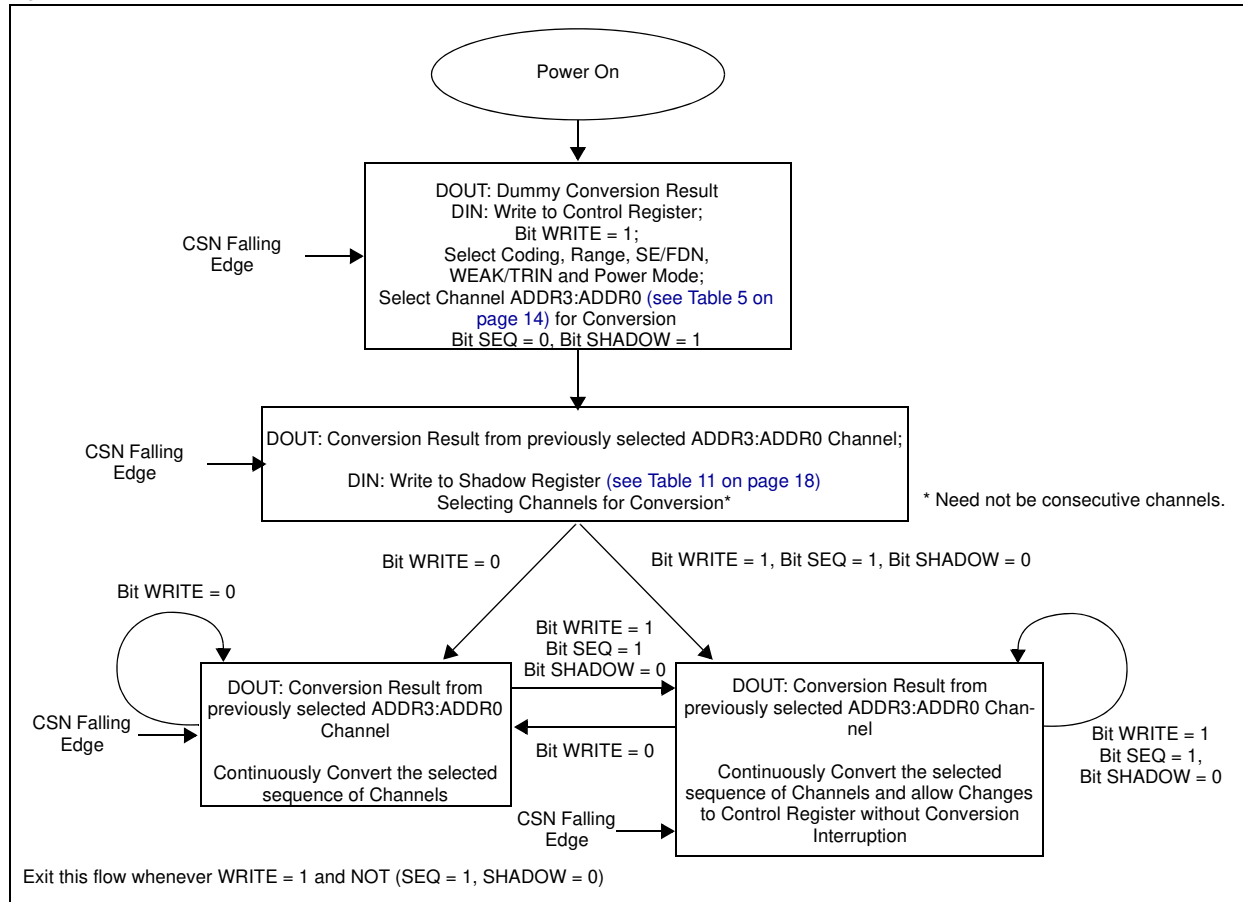 Power On
DOUT: Dummy Conversion Result
DIN: Write to Control Register;
Bit WRITE = 1;
Select Coding, Range, SE/FDN,
WEAK/TRIN and Power Mode;
Select Channel ADDR3:ADDR0 (see Table 5 on
page 14) for Conversion
Bit SEQ = 0, Bit SHADOW = 1
CSN Falling
Edge
DOUT: Conversion Result from previously selected ADDR3:ADDR0 Channel;
DIN: Write to Shadow Register (see Table 11 on page 18)
Selecting Channels for Conversion*
CSN Falling
Edge
* Need not be consecutive channels.
Bit WRITE = 0
Bit WRITE = 1, Bit SEQ = 1, Bit SHADOW = 0
Bit WRITE = 0
Bit WRITE = 1
Bit SEQ = 1
Bit SHADOW = 0
DOUT: Conversion Result from
previously selected ADDR3:ADDR0
Channel
Continuously Convert the selected
sequence of Channels
CSN Falling
Edge
Bit WRITE = 0
DOUT: Conversion Result from
previously selected ADDR3:ADDR0 Chan-
nel
Continuously Convert the selected
sequence of Channels and allow Changes
to Control Register without Conversion
Interruption
Bit WRITE = 1
Bit SEQ = 1,
Bit SHADOW = 0
CSN Falling
Edge
Exit this flow whenever WRITE = 1 and NOT (SEQ = 1, SHADOW = 0)